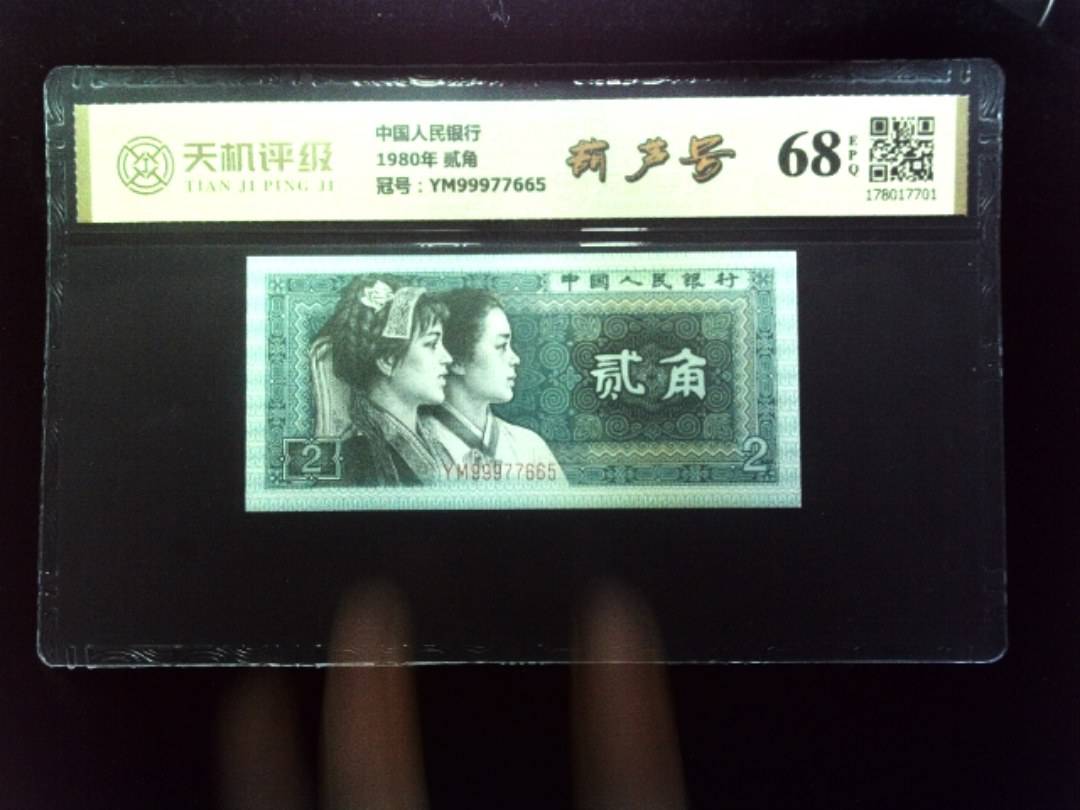 天机评级
TIAN JI PING JI
中国人民银行
1980年 贰角
冠号：YM99977665
葫芦号
68
EPQ
178017701
中国人民银行
贰角
2
2
YM99977665